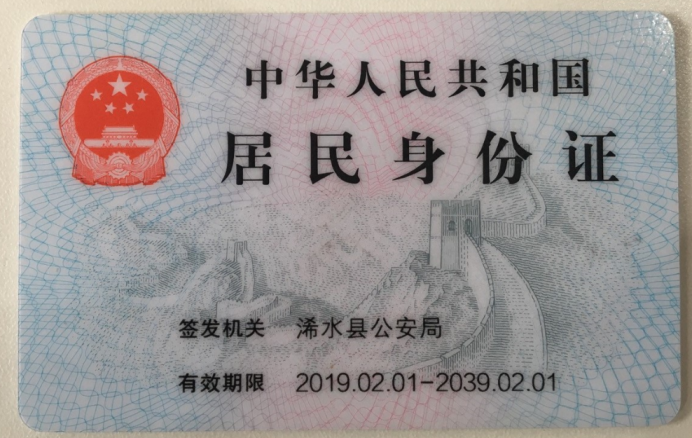 中华人民共和国
居民身份证
签发机关 浠水县公安局
有效期限 2019.02.01-2039.02.01